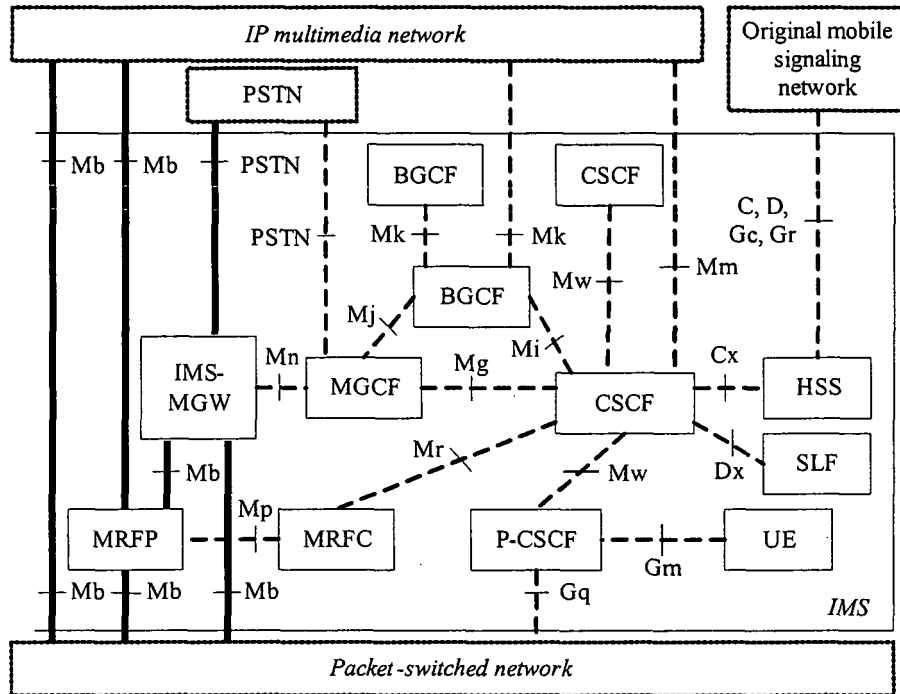 IP multimedia network
Original mobile
signaling
network
PSTN
Mb
Mb
PSTN
BGCF
CSCF
C, D,
Gc, Gr
PSTN
Mk
Mk
Mw
Mm
BGCF
Mj
Mi
IMS-
MGW
Mn
MGCF
Mg
CSCF
Cx
HSS
Mr
Mb
Mw
Dx
SLF
MRFP
Mp
MRFC
P-CSCF
Gm
UE
Mb
Mb
Mb
Gq
IMS
Packet-switched network